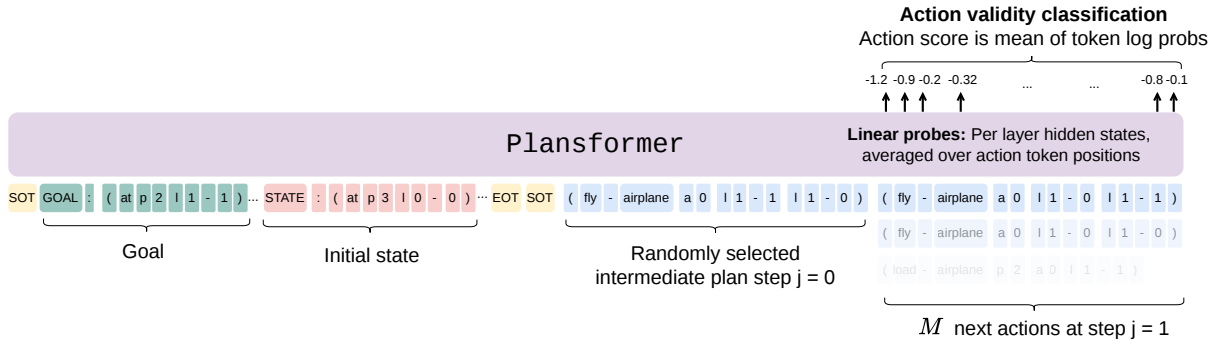 Action validity classification
Action score is mean of token log probs
-1.2 -0.9 -0.2 -0.32 ... ... -0.8 -0.1
Plansformer
Linear probes: Per layer hidden states,
averaged over action token positions
SOT GOAL : ( at p 2 l 1 - 1 ) ... STATE : ( at p 3 l 0 - 0 ) ... EOT SOT ( fly - airplane a 0 l 1 - 1 l 1 - 0 ) ( fly - airplane a 0 l 1 - 0 l 1 - 1 )
( fly - airplane a 0 l 1 - 0 l 1 - 0 )
( load - airplane p 2 a 0 l 1 - 1 )
Goal
Initial state
Randomly selected
intermediate plan step j = 0
M next actions at step j = 1